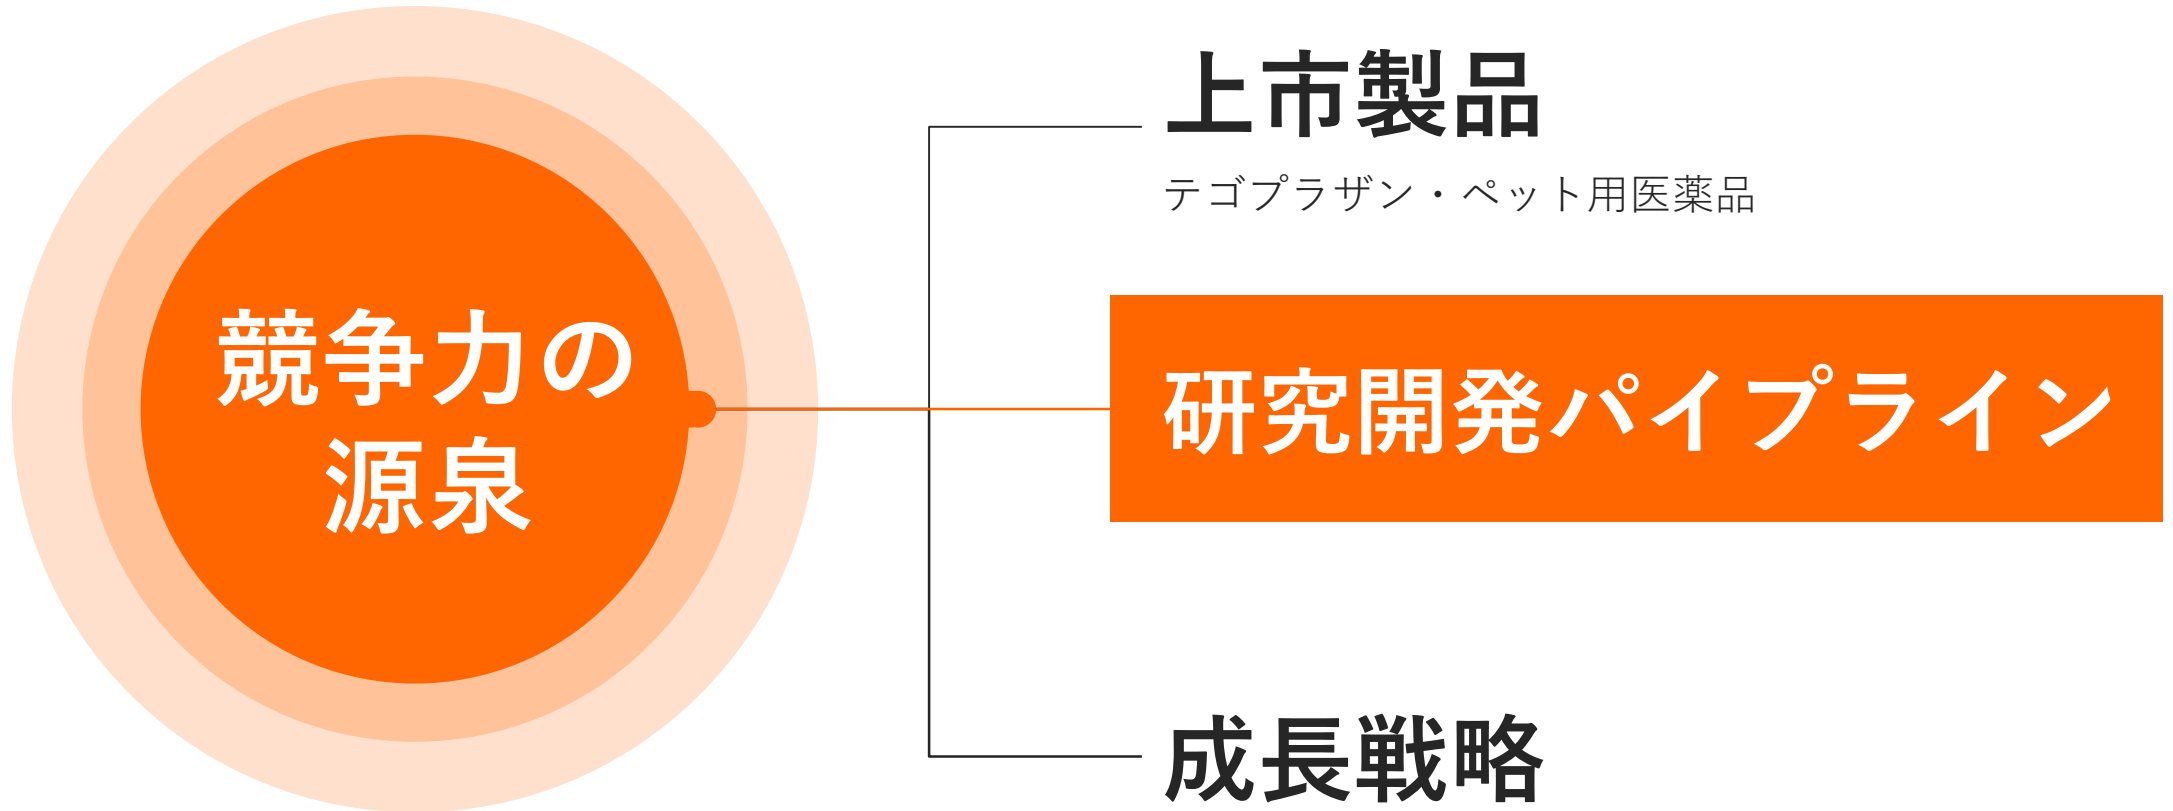 競争力の
源泉
上市製品
テゴプラザン・ペット用医薬品
研究開発パイプライン
成長戦略